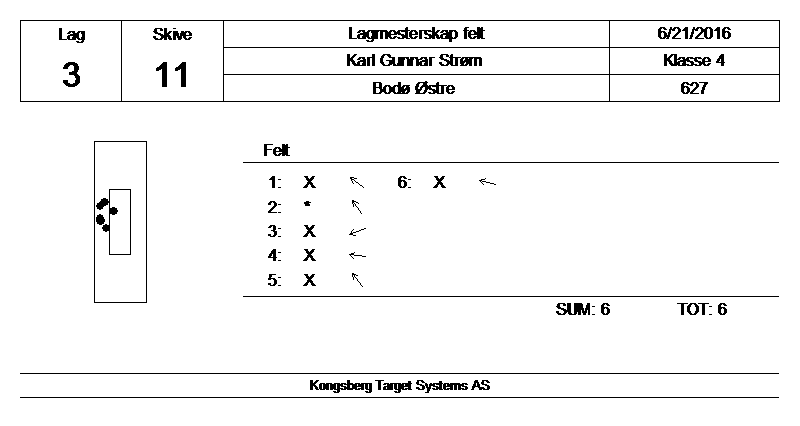 Lag Skive Lagmesterskap felt 6/21/2016
3 11 Karl Gunnar Strøm Klasse 4
Bodø Østre 627
Felt
1: X 6: X
2: *
3: X
4: X
5: X
SUM: 6 TOT: 6
Kongsberg Target Systems AS